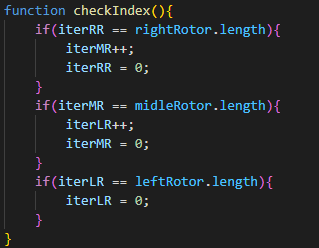 function checkIndex(){
    if(iterRR == rightRotor.length){
        iterMR++;
        iterRR = 0;
    }
    if(iterMR == midleRotor.length){
        iterLR++;
        iterMR = 0;
    }
    if(iterLR == leftRotor.length){
        iterLR = 0;
    }
}